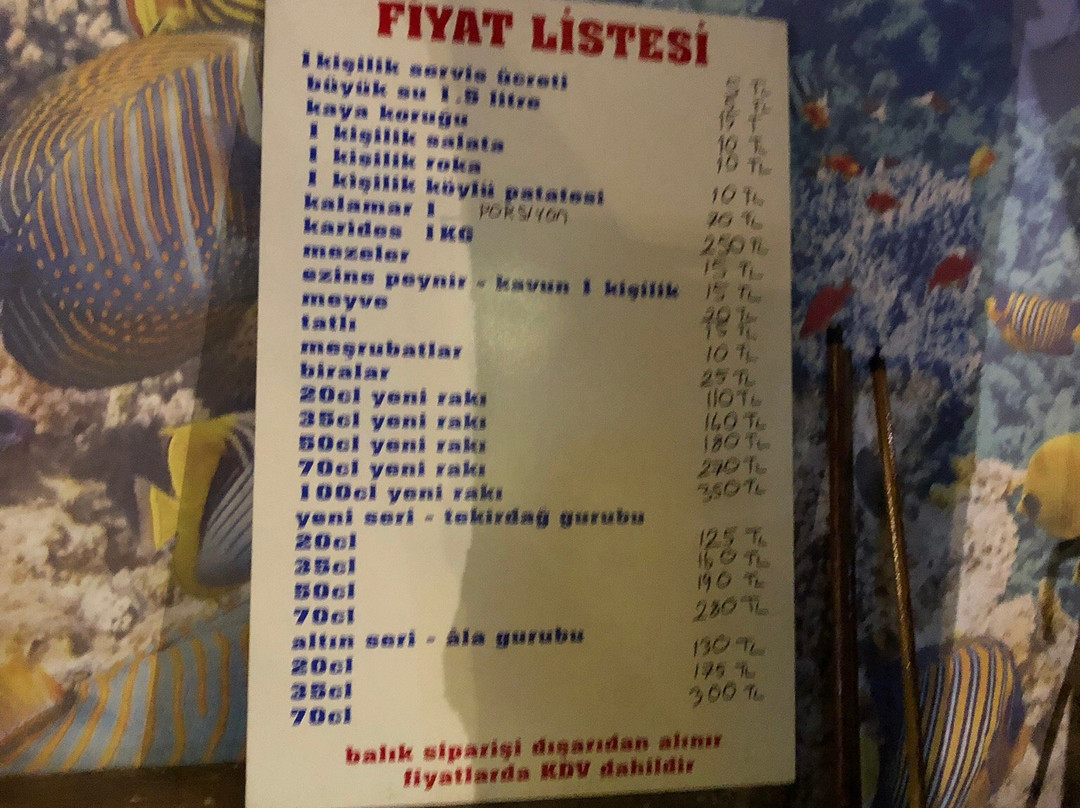 FİYAT LİSTESİ
1 kişilik servis ücreti 5 TL
büyük su 1.5 litre 5 TL
kaya koruğu 15 T
1 kişilik salata 10 TL
1 kişilik roka 10 TL
1 kişilik köylü patatesi 10 TL
kalamar 1 PORSİYON 20 TL
karides 1KG 250 TL
mezeler 15 TL
ezine peynir - kavun 1 kişilik 15 TL
meyve 20 TL
tatlı 15 TL
meşrubatlar 10 TL
biralar 25 TL
20cl yeni rakı 110 TL
35cl yeni rakı 160 TL
50cl yeni rakı 180 TL
70cl yeni rakı 270 TL
100cl yeni rakı 350 TL
yeni seri - tekirdağ gurubu
20cl 125 TL
35cl 160 TL
50cl 190 TL
70cl 280 TL
altın seri - âla gurubu
20cl 130 TL
35cl 175 TL
70cl 300 TL
balık siparişi dışarıdan alınır
fiyatlarda KDV dahildir